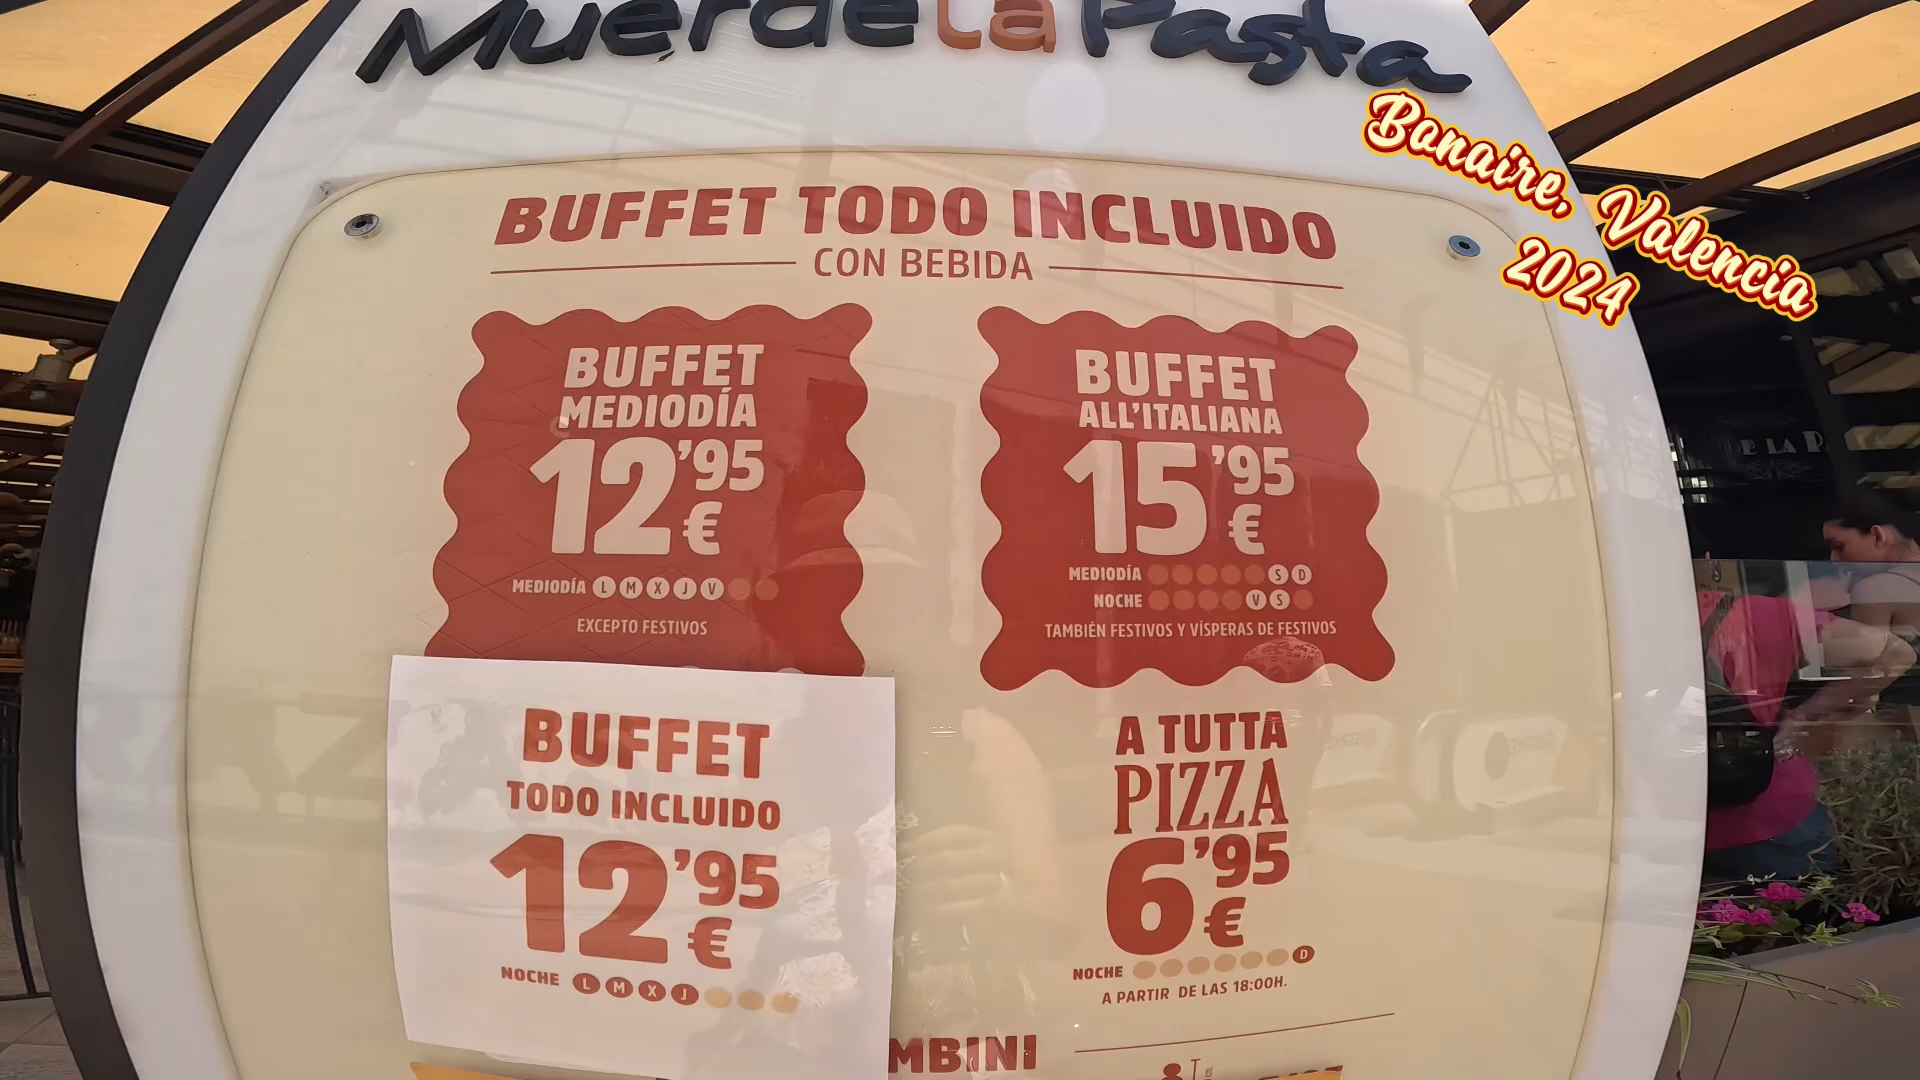 Muerde la Pasta
Bonaire, Valencia
2024
BUFFET TODO INCLUIDO
CON BEBIDA
BUFFET
MEDIODÍA
12'95
€
MEDIODÍA L M X J V
EXCEPTO FESTIVOS
BUFFET
ALL'ITALIANA
15'95
€
MEDIODÍA S D
NOCHE V S
TAMBIÉN FESTIVOS Y VÍSPERAS DE FESTIVOS
BUFFET
TODO INCLUIDO
12'95
€
NOCHE L M X J
A TUTTA
PIZZA
6'95
€
NOCHE D
A PARTIR DE LAS 18:00H.
MBINI
DE LA